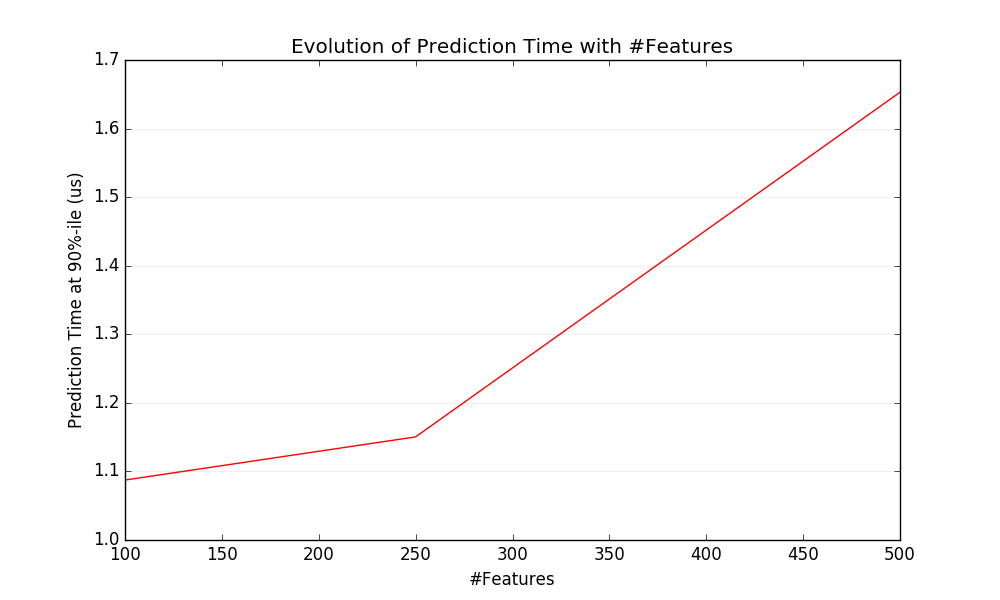 Evolution of Prediction Time with #Features
Prediction Time at 90%-ile (us)
1.7
1.6
1.5
1.4
1.3
1.2
1.1
1.0
100 150 200 250 300 350 400 450 500
#Features